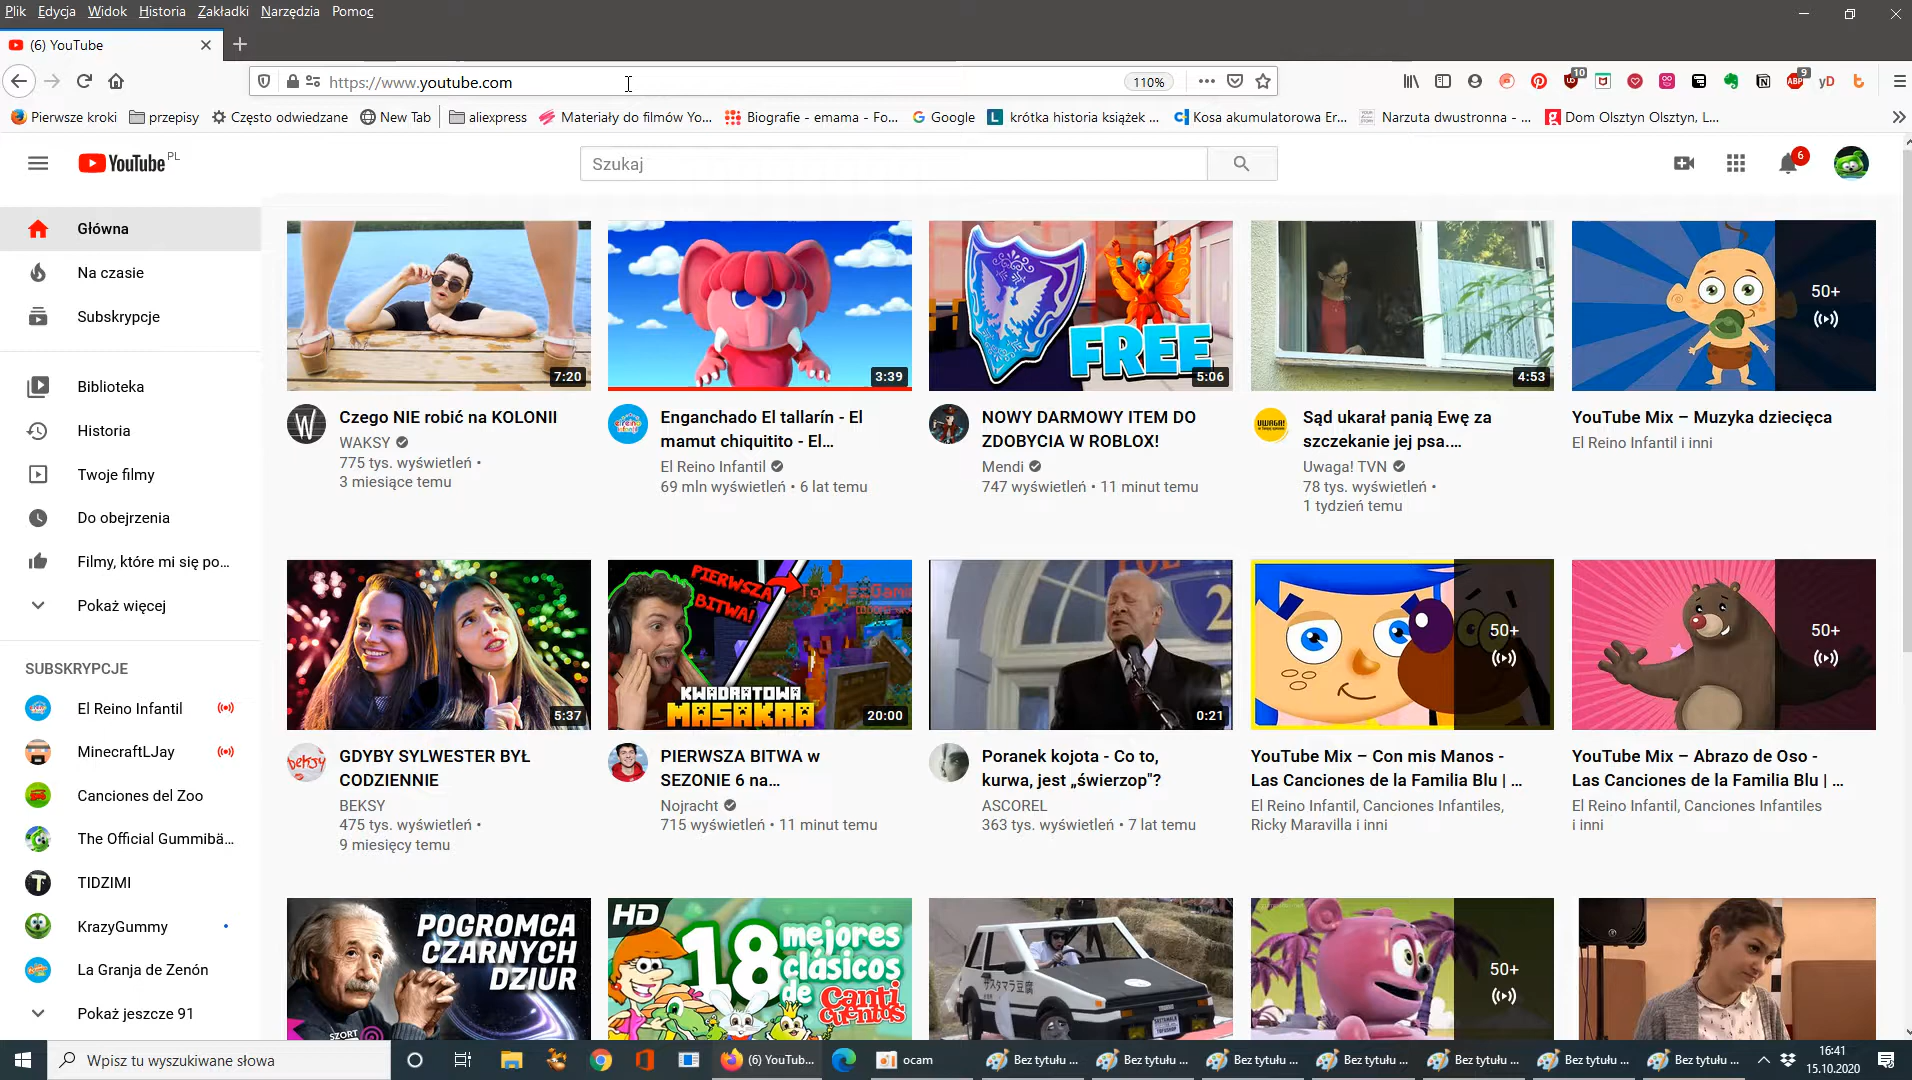 Plik Edycja Widok Historia Zakładki Narzędzia Pomoc
(6) YouTube
https://www.youtube.com
110%
10
9
yD
Pierwsze kroki przepisy Często odwiedzane New Tab aliexpress Materiały do filmów Yo... Biografie - emama - Fo... Google krótka historia książek ... Kosa akumulatorowa Er... Narzuta dwustronna - ... Dom Olsztyn Olsztyn, L...
YouTube PL
Szukaj
6
Główna
Na czasie
Subskrypcje
Biblioteka
Historia
Twoje filmy
Do obejrzenia
Filmy, które mi się po...
Pokaż więcej
SUBSKRYPCJE
El Reino Infantil
MinecraftLJay
Canciones del Zoo
The Official Gummibä...
TIDZIMI
KrazyGummy
La Granja de Zenón
Pokaż jeszcze 91
7:20
Czego NIE robić na KOLONII
WAKSY
775 tys. wyświetleń •
3 miesiące temu
3:39
Enganchado El tallarín - El
mamut chiquitito - El...
El Reino Infantil
69 mln wyświetleń • 6 lat temu
FREE
5:06
NOWY DARMOWY ITEM DO
ZDOBYCIA W ROBLOX!
Mendi
747 wyświetleń • 11 minut temu
4:53
UWAGA!
Sąd ukarał panią Ewę za
szczekanie jej psa....
Uwaga! TVN
78 tys. wyświetleń •
1 tydzień temu
50+
YouTube Mix – Muzyka dziecięca
El Reino Infantil i inni
5:37
beksy
GDYBY SYLWESTER BYŁ
CODZIENNIE
BEKSY
475 tys. wyświetleń •
9 miesięcy temu
PIERWSZA
BITWA!
KWADRATOWA
MASAKRA
20:00
PIERWSZA BITWA w
SEZONIE 6 na...
Nojracht
715 wyświetleń • 11 minut temu
2
0:21
Poranek kojota - Co to,
kurwa, jest „świerzop"?
ASCOREL
363 tys. wyświetleń • 7 lat temu
50+
YouTube Mix – Con mis Manos -
Las Canciones de la Familia Blu | ...
El Reino Infantil, Canciones Infantiles,
Ricky Maravilla i inni
50+
YouTube Mix – Abrazo de Oso -
Las Canciones de la Familia Blu | ...
El Reino Infantil, Canciones Infantiles
i inni
POGROMCA
CZARNYCH
DZIUR
SZORT
HD
18 mejores
clásicos
de
Canti
cuentos
50+
Wpisz tu wyszukiwane słowa
(6) YouTub...
ocam
Bez tytułu ...
Bez tytułu ...
Bez tytułu ...
Bez tytułu ...
Bez tytułu ...
Bez tytułu ...
Bez tytułu ...
16:41
15.10.2020